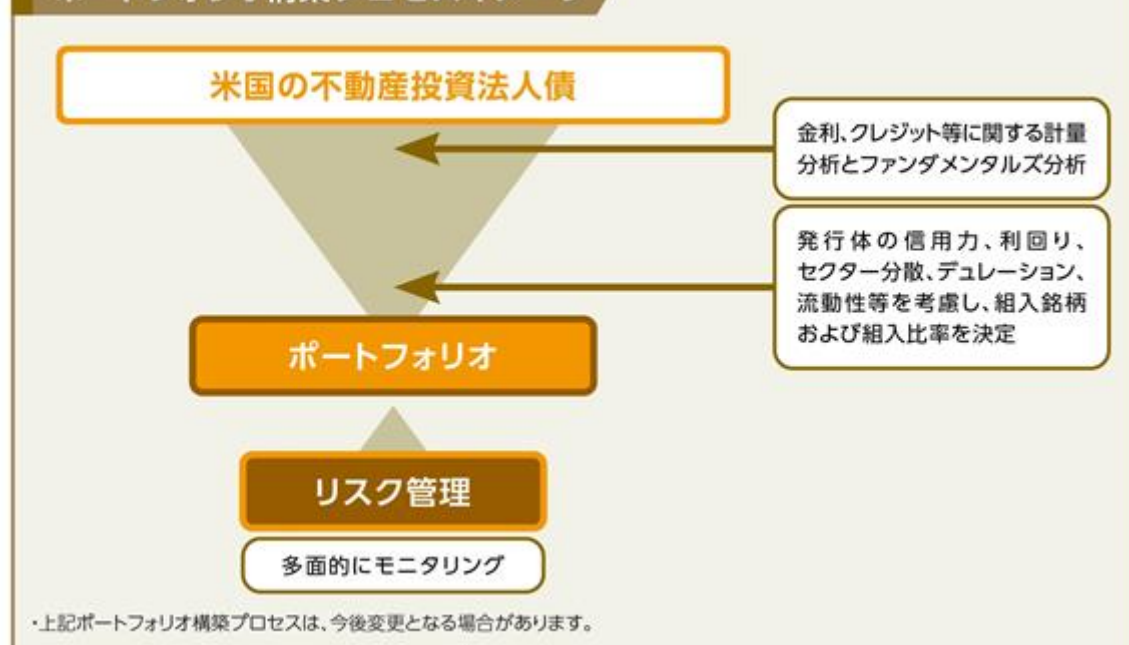 米国の不動産投資法人債
金利、クレジット等に関する計量
分析とファンダメンタルズ分析
発行体の信用力、利回り、
セクター分散、デュレーション、
流動性等を考慮し、組入銘柄
および組入比率を決定
ポートフォリオ
リスク管理
多面的にモニタリング
・上記ポートフォリオ構築プロセスは、今後変更となる場合があります。